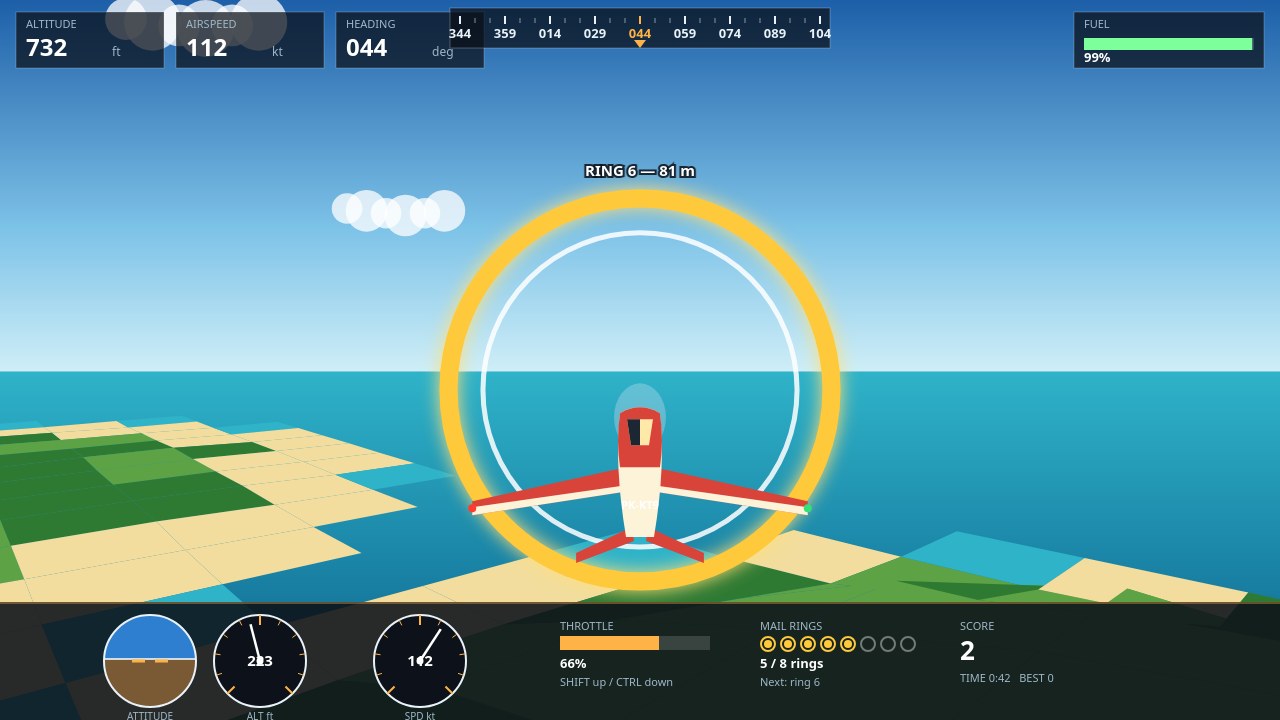 ALTITUDE
732 ft
AIRSPEED
112 kt
HEADING
044 deg
344 359 014 029 044 059 074 089 104
FUEL
99%
RING 6 — 81 m
ATTITUDE
ALT ft
SPD kt
THROTTLE
66%
SHIFT up / CTRL down
MAIL RINGS
5 / 8 rings
Next: ring 6
SCORE
2
TIME 0:42 BEST 0